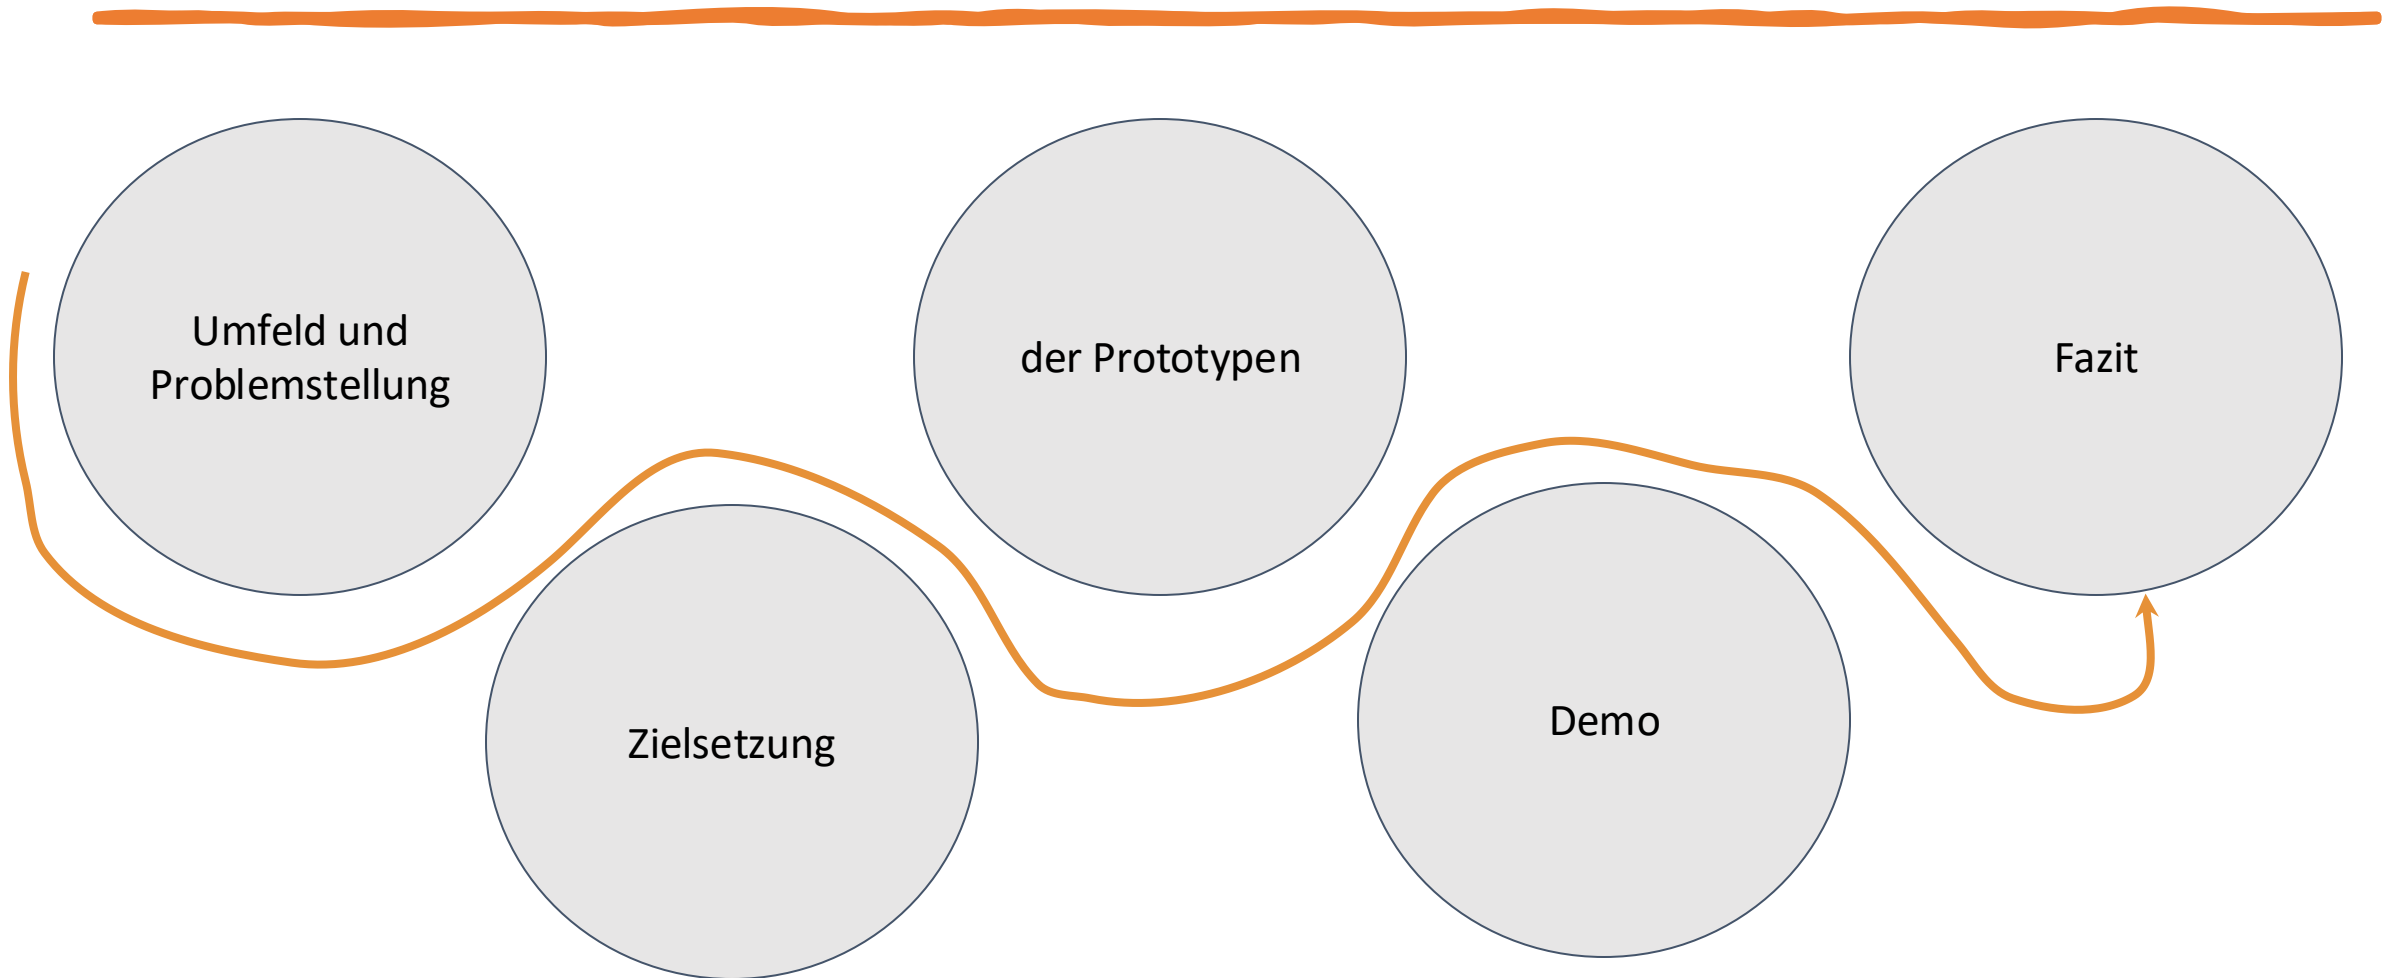 Umfeld und
Problemstellung
Zielsetzung
der Prototypen
Demo
Fazit